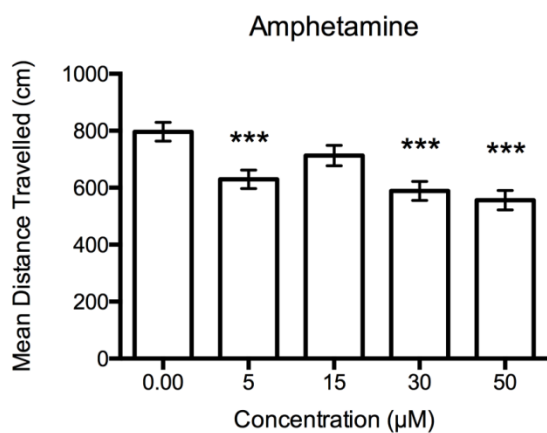 Amphetamine
Mean Distance Travelled (cm)
1000
800
600
400
200
0
***
***
***
0.00 5 15 30 50
Concentration (µM)